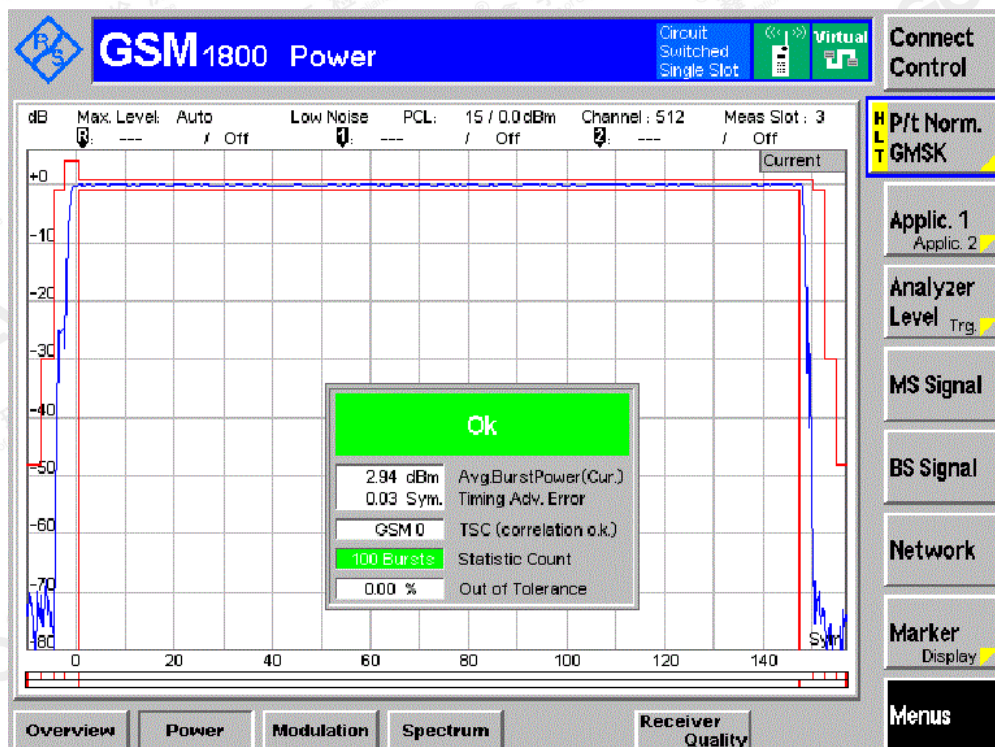 R/S
GSM 1800 Power
Circuit Switched Single Slot
Virtual
Connect Control
dB Max. Level: Auto Low Noise PCL: 15 / 0.0 dBm Channel : 512 Meas Slot : 3
R : --- / Off 1 : --- / Off 2 : --- / Off
Current
HLT
P/t Norm. GMSK
Applic. 1
Applic. 2
Analyzer Level Trg.
MS Signal
BS Signal
Network
Marker
Display
Menus
+0
-10
-20
-30
-40
-50
-60
-70
-80
Ok
2.94 dBm Avg.BurstPower(Cur.)
0.03 Sym. Timing Adv. Error
GSM 0 TSC (correlation o.k.)
100 Bursts Statistic Count
0.00 % Out of Tolerance
Sym
0 20 40 60 80 100 120 140
Overview Power Modulation Spectrum Receiver Quality